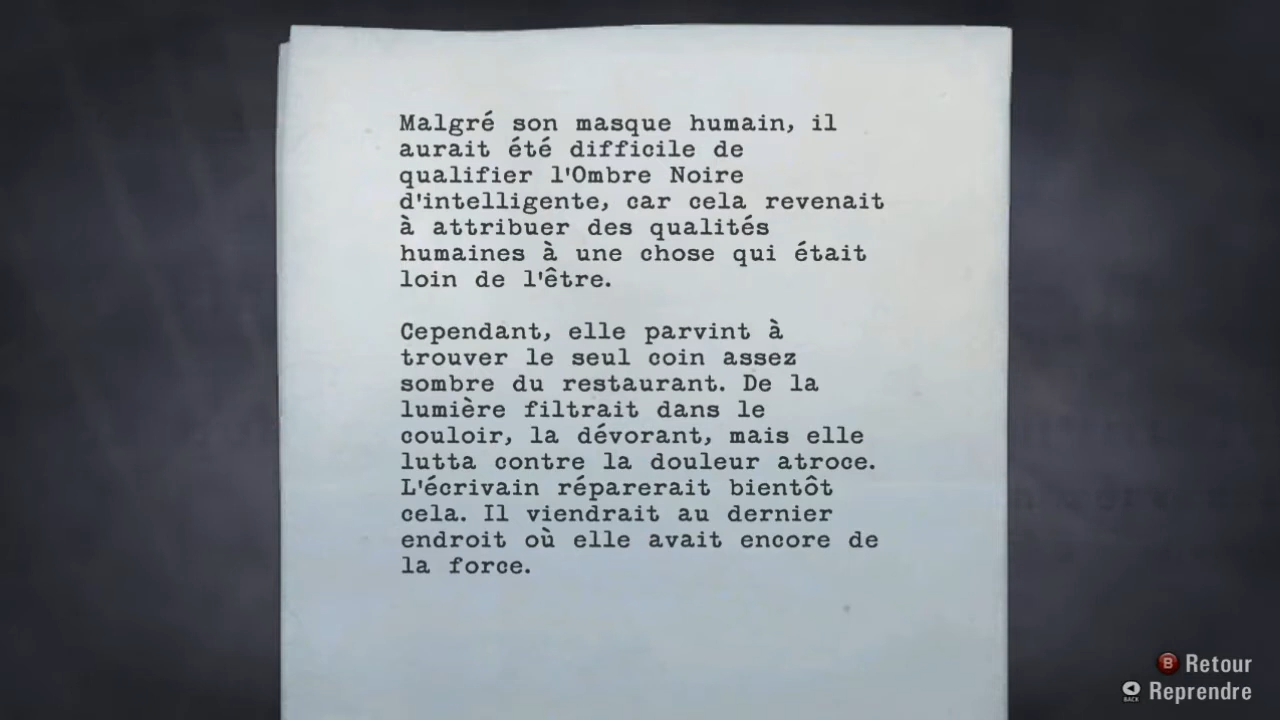 Malgré son masque humain, il
aurait été difficile de
qualifier l'Ombre Noire
d'intelligente, car cela revenait
à attribuer des qualités
humaines à une chose qui était
loin de l'être.
Cependant, elle parvint à
trouver le seul coin assez
sombre du restaurant. De la
lumière filtrait dans le
couloir, la dévorant, mais elle
lutta contre la douleur atroce.
L'écrivain réparerait bientôt
cela. Il viendrait au dernier
endroit où elle avait encore de
la force.
B Retour
BACK Reprendre